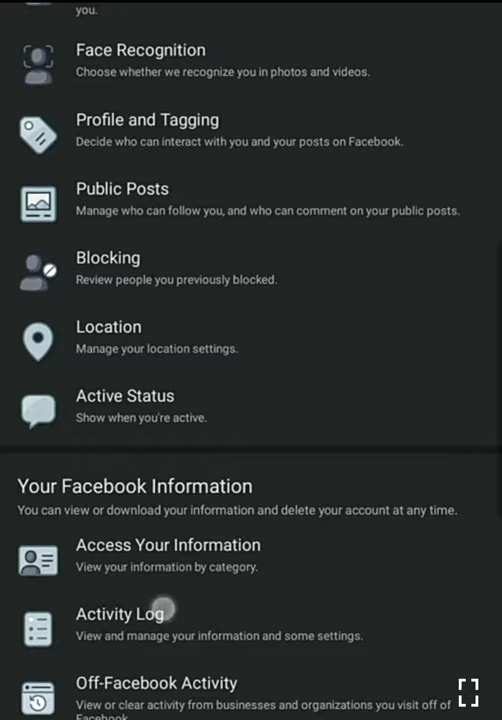 you.
Face Recognition
Choose whether we recognize you in photos and videos.
Profile and Tagging
Decide who can interact with you and your posts on Facebook.
Public Posts
Manage who can follow you, and who can comment on your public posts.
Blocking
Review people you previously blocked.
Location
Manage your location settings.
Active Status
Show when you're active.
Your Facebook Information
You can view or download your information and delete your account at any time.
Access Your Information
View your information by category.
Activity Log
View and manage your information and some settings.
Off-Facebook Activity
View or clear activity from businesses and organizations you visit off of
Facebook.